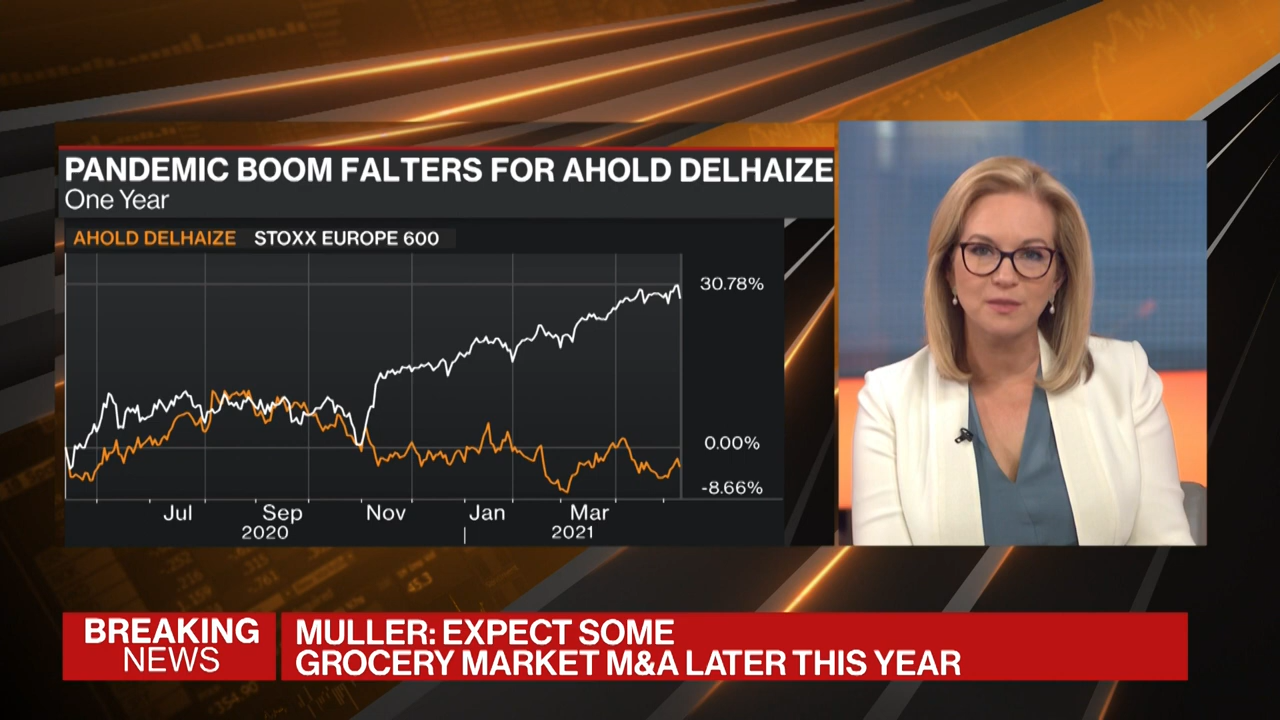 PANDEMIC BOOM FALTERS FOR AHOLD DELHAIZE
One Year
AHOLD DELHAIZE STOXX EUROPE 600
30.78%
0.00%
-8.66%
Jul Sep Nov Jan Mar
2020 2021
BREAKING
NEWS
MULLER: EXPECT SOME
GROCERY MARKET M&A LATER THIS YEAR